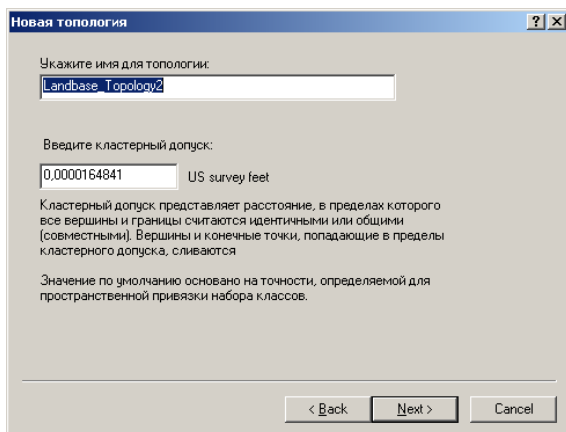 Новая топология
Укажите имя для топологии:
Landbase_Topology2
Введите кластерный допуск:
0,0000164841 US survey feet
Кластерный допуск представляет расстояние, в пределах которого
все вершины и границы считаются идентичными или общими
(совместными). Вершины и конечные точки, попадающие в пределы
кластерного допуска, сливаются
Значение по умолчанию основано на точности, определяемой для
пространственной привязки набора классов.
< Back Next > Cancel